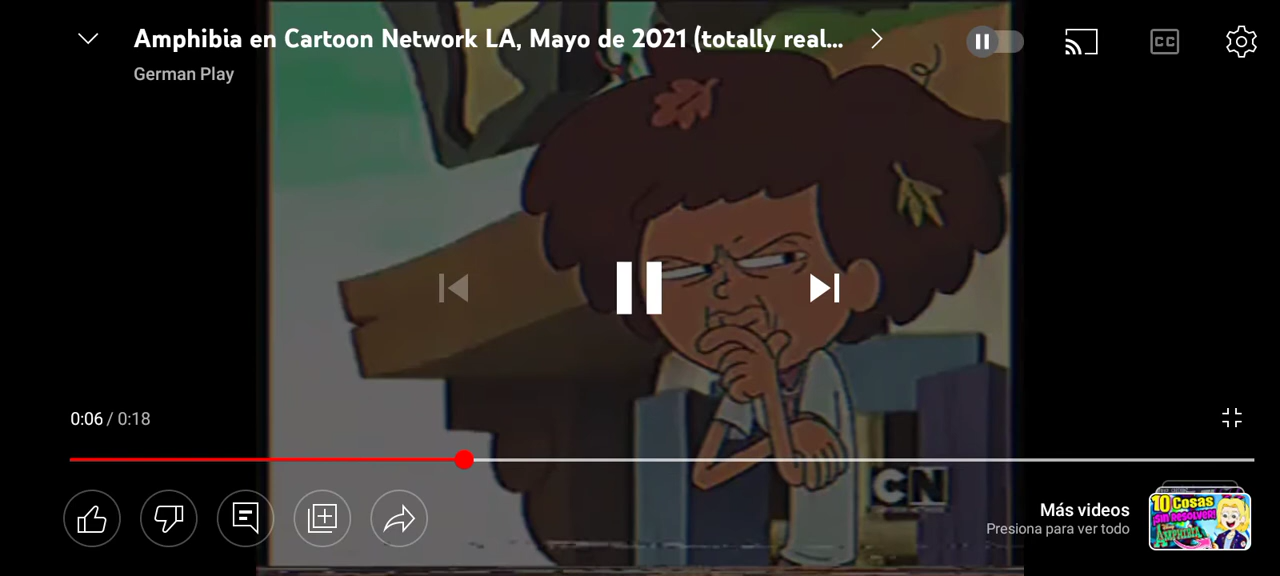 Amphibia en Cartoon Network LA, Mayo de 2021 (totally real...
German Play
CC
0:06 / 0:18
CN
Más videos
Presiona para ver todo
10 Cosas
¡SIN RESOLVER!
AMPHIBIA